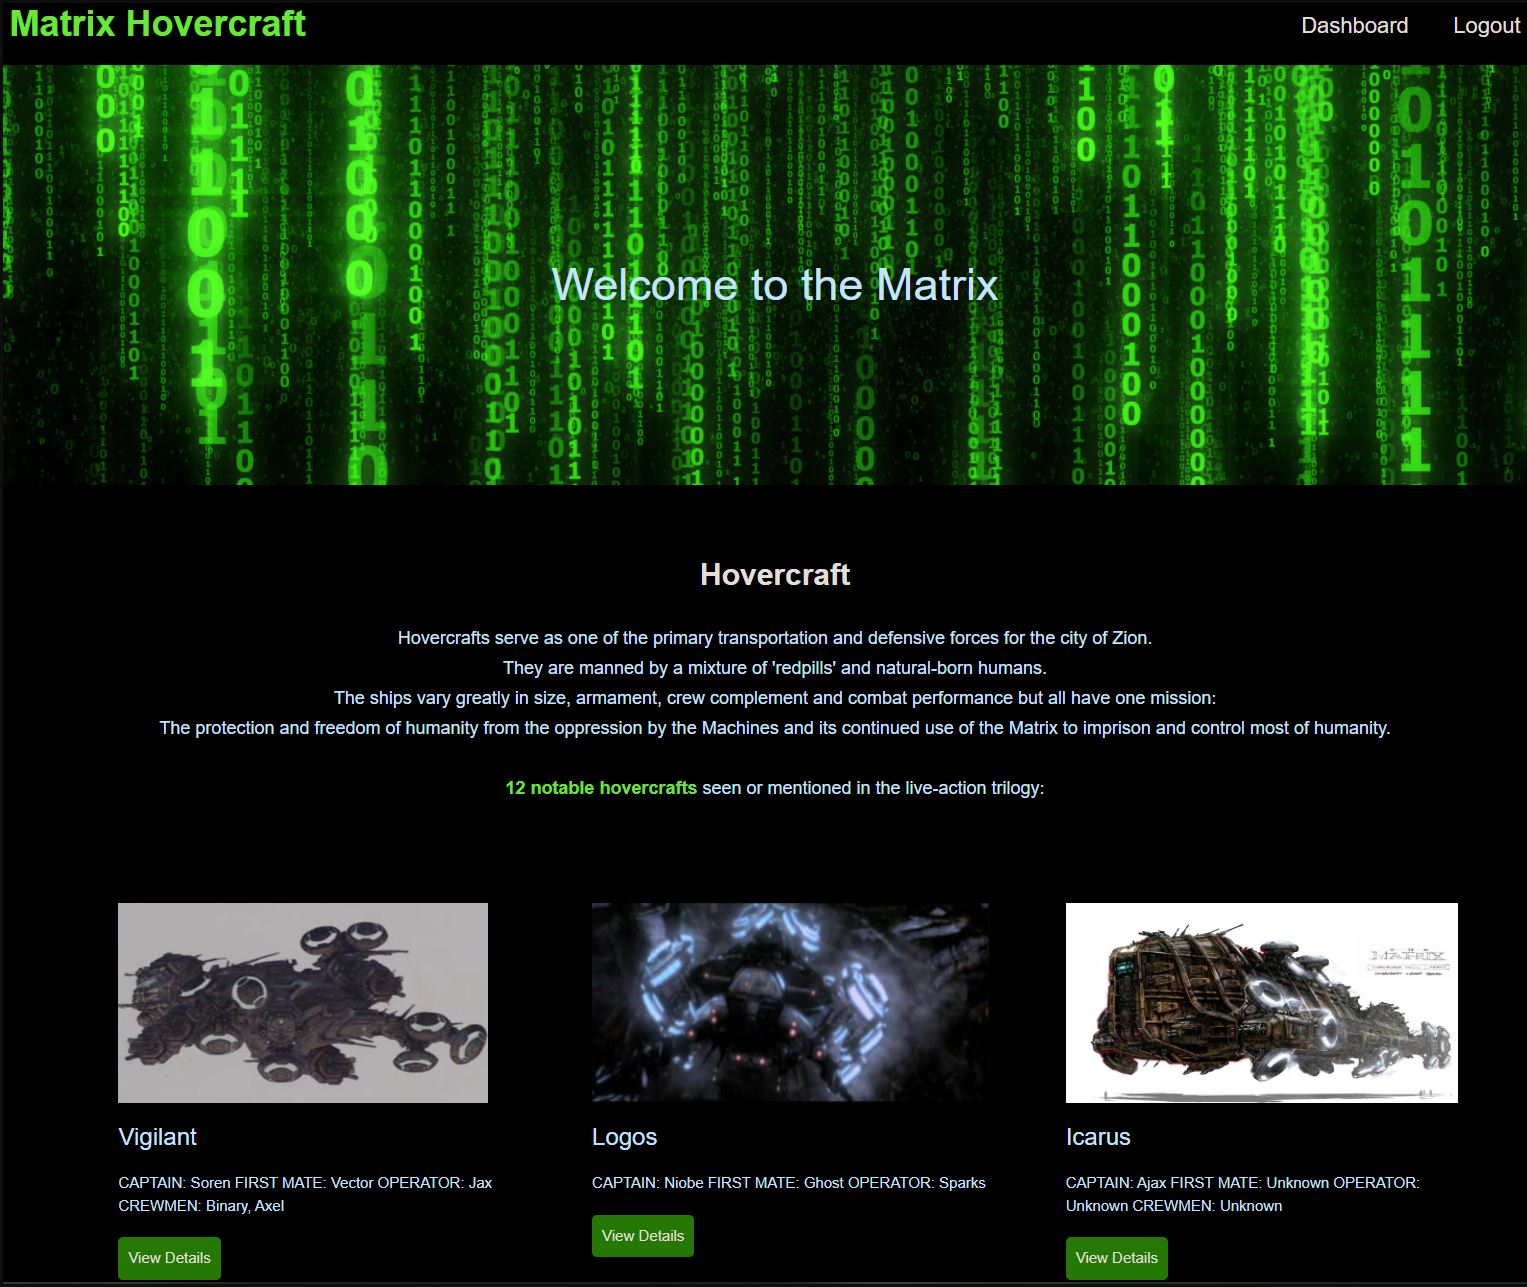 Matrix Hovercraft
Dashboard
Logout
Welcome to the Matrix
Hovercraft
Hovercrafts serve as one of the primary transportation and defensive forces for the city of Zion.
They are manned by a mixture of 'redpills' and natural-born humans.
The ships vary greatly in size, armament, crew complement and combat performance but all have one mission:
The protection and freedom of humanity from the oppression by the Machines and its continued use of the Matrix to imprison and control most of humanity.
12 notable hovercrafts seen or mentioned in the live-action trilogy:
MATRIX
Vigilant
CAPTAIN: Soren FIRST MATE: Vector OPERATOR: Jax
CREWMEN: Binary, Axel
View Details
Logos
CAPTAIN: Niobe FIRST MATE: Ghost OPERATOR: Sparks
View Details
Icarus
CAPTAIN: Ajax FIRST MATE: Unknown OPERATOR:
Unknown CREWMEN: Unknown
View Details